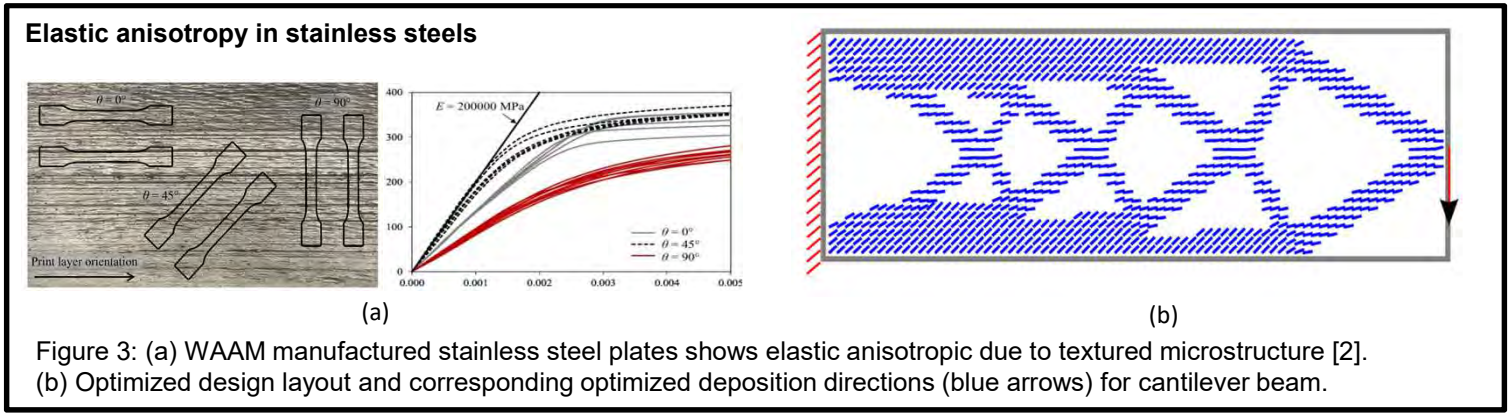 Elastic anisotropy in stainless steels
θ = 0°
θ = 90°
θ = 45°
Print layer orientation
400
300
200
100
0
E = 200000 MPa
θ = 0°
θ = 45°
θ = 90°
0.000
0.001
0.002
0.003
0.004
0.005
(a)
(b)
Figure 3: (a) WAAM manufactured stainless steel plates shows elastic anisotropic due to textured microstructure [2].
(b) Optimized design layout and corresponding optimized deposition directions (blue arrows) for cantilever beam.